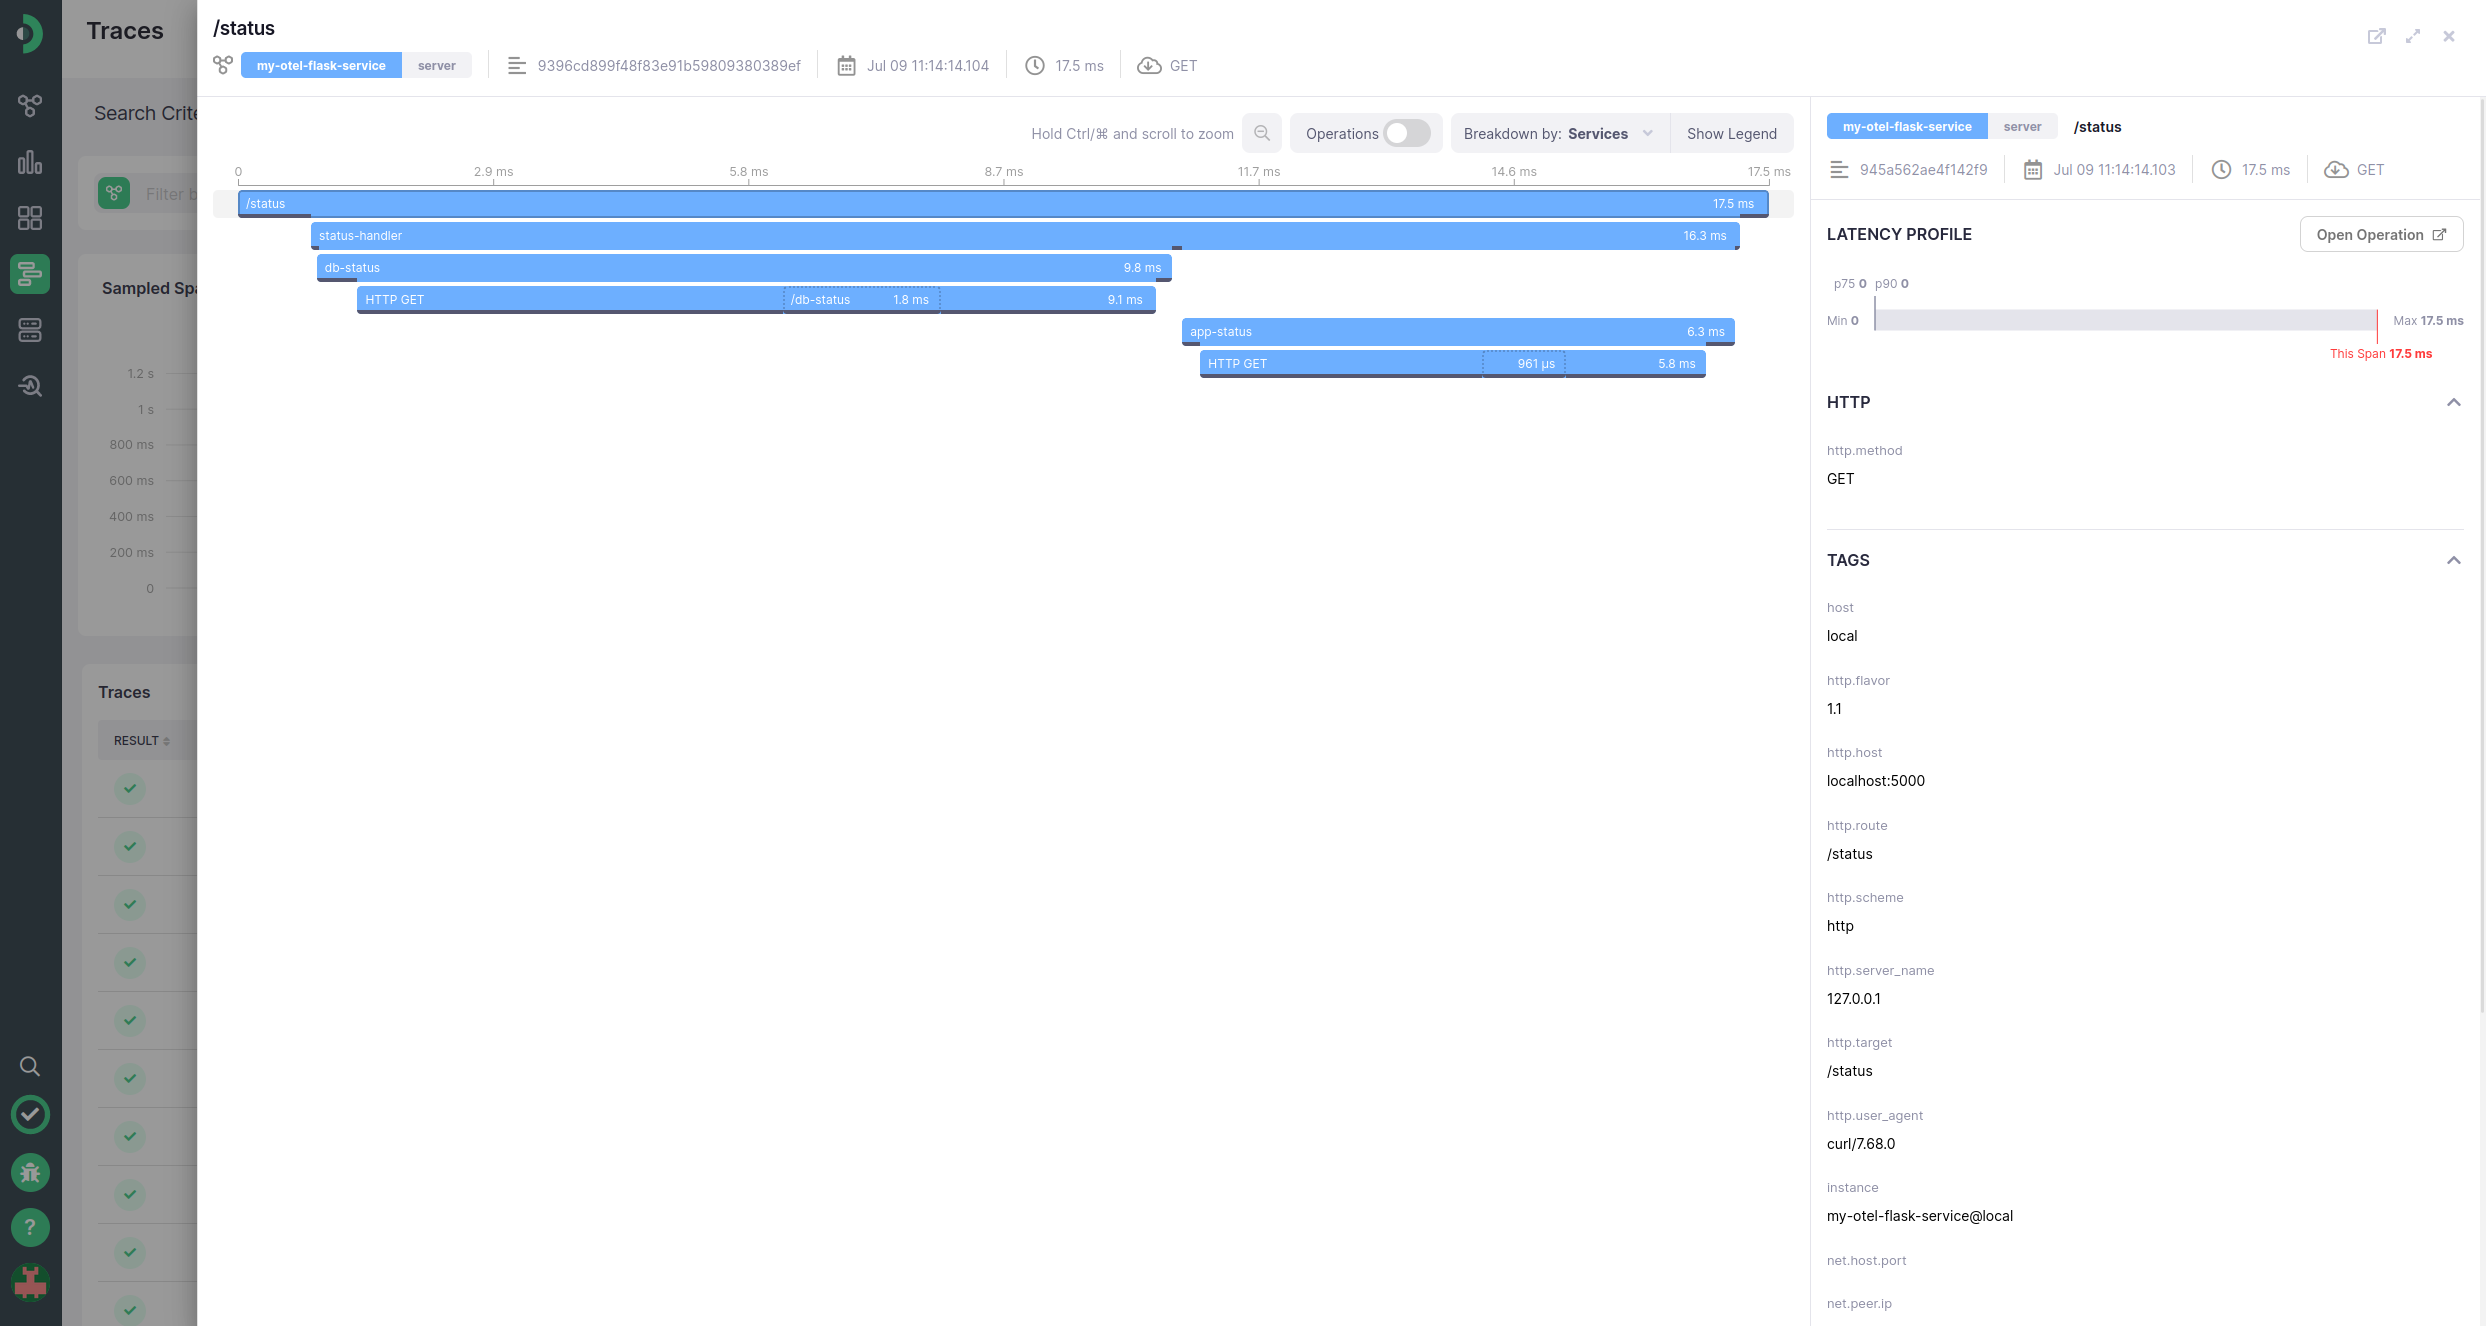 Traces
Search Crite
Filter b
Sampled Spa
1.2 s
1 s
800 ms
600 ms
400 ms
200 ms
0
Traces
RESULT
?
/status
my-otel-flask-service server 9396cd899f48f83e91b59809380389ef Jul 09 11:14:14.104 17.5 ms GET
Hold Ctrl/⌘ and scroll to zoom Operations Breakdown by: Services Show Legend
0 2.9 ms 5.8 ms 8.7 ms 11.7 ms 14.6 ms 17.5 ms
/status 17.5 ms
status-handler 16.3 ms
db-status 9.8 ms
HTTP GET /db-status 1.8 ms 9.1 ms
app-status 6.3 ms
HTTP GET 961 µs 5.8 ms
my-otel-flask-service server /status
945a562ae4f142f9 Jul 09 11:14:14.103 17.5 ms GET
LATENCY PROFILE Open Operation
p75 0 p90 0
Min 0 Max 17.5 ms
This Span 17.5 ms
HTTP
http.method
GET
TAGS
host
local
http.flavor
1.1
http.host
localhost:5000
http.route
/status
http.scheme
http
http.server_name
127.0.0.1
http.target
/status
http.user_agent
curl/7.68.0
instance
my-otel-flask-service@local
net.host.port
net.peer.ip